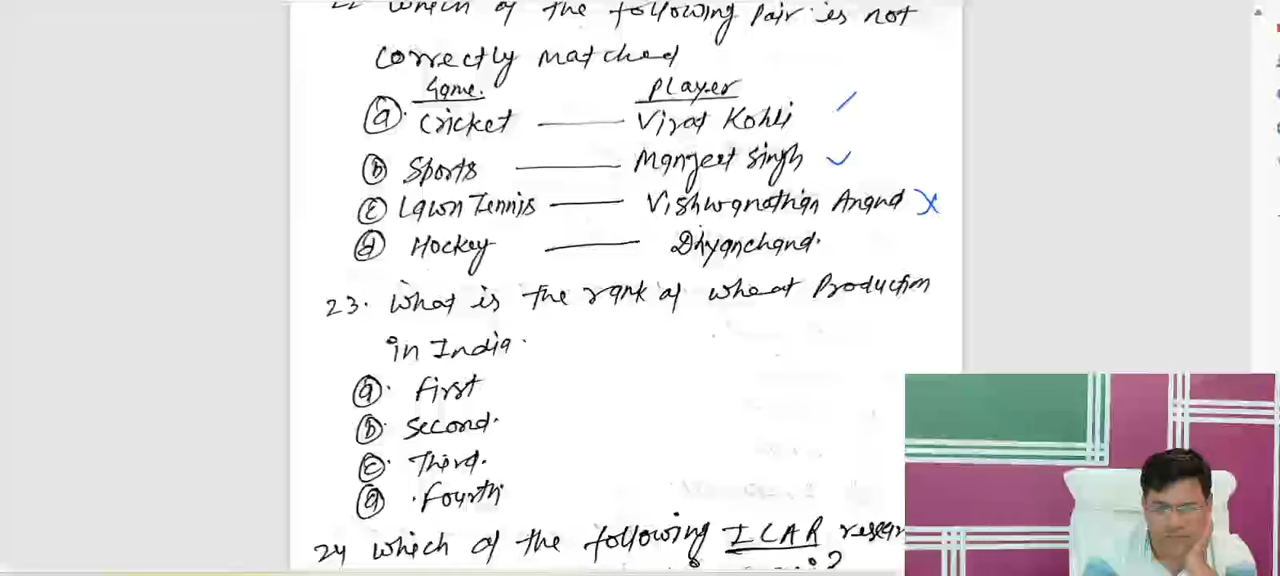 which of the following Pair is not
correctly matched
Game. Player
(a). Cricket — Virat Kohli
(b) Sports — Manjeet Singh
(c) Lawn Tennis — Vishwanathan Anand
(d) Hockey — Dhyanchand.
23. What is the rank of wheat Production
in India.
(a). First
(b) Second.
(c). Third.
(d) .Fourth
24 which of the following ICAR